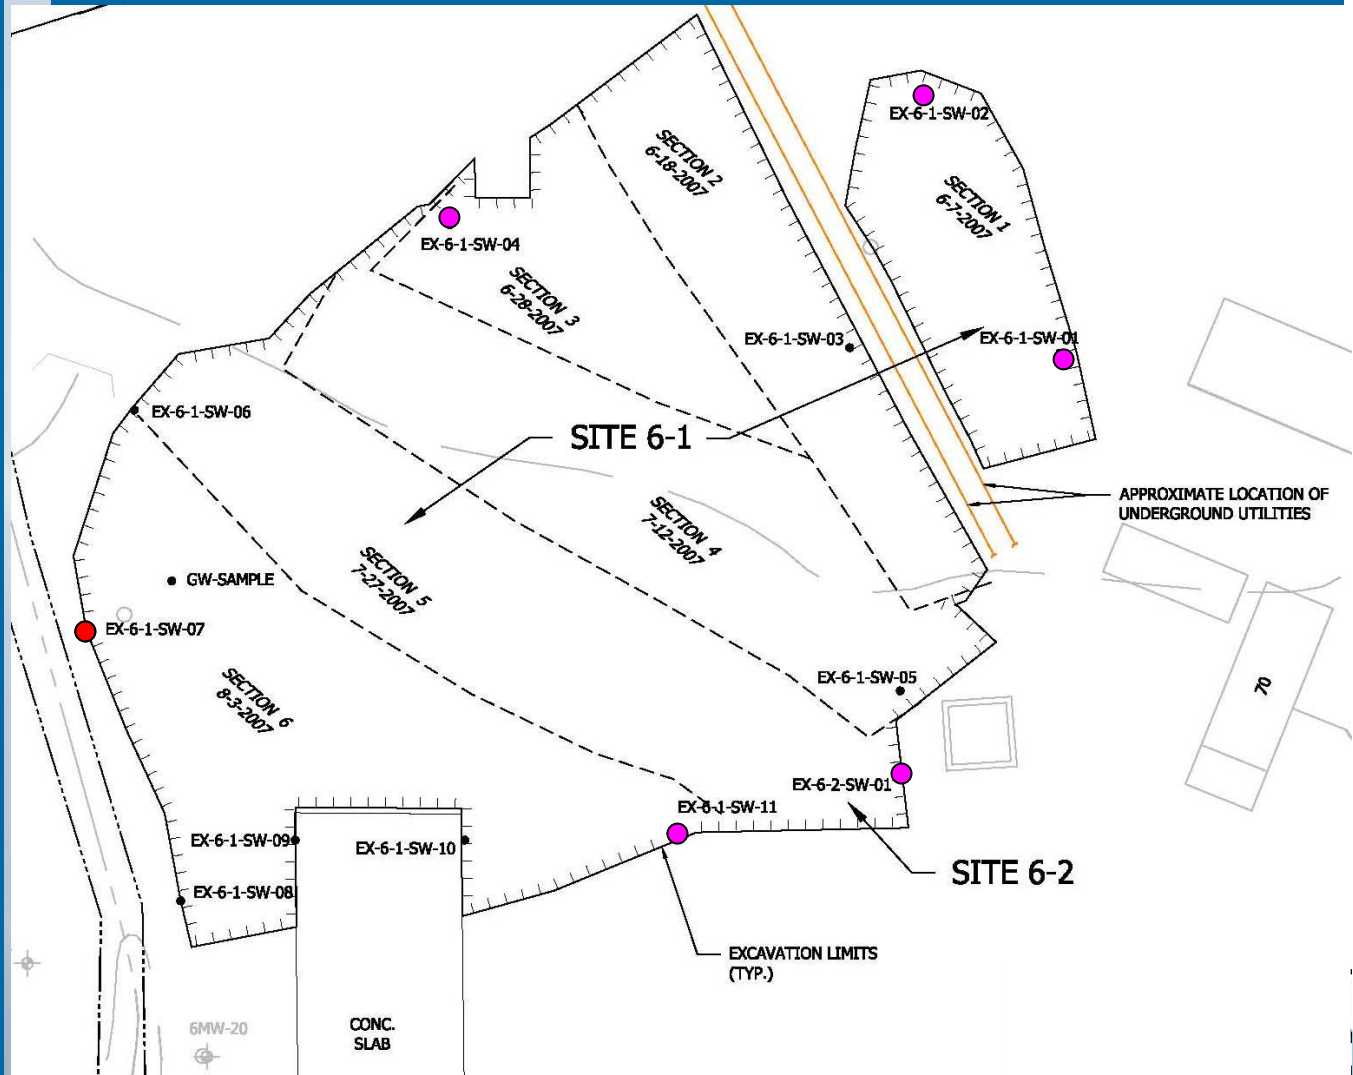 EX-6-1-SW-02
SECTION 2
6-18-2007
SECTION 1
6-7-2007
EX-6-1-SW-04
SECTION 3
6-28-2007
EX-6-1-SW-03
EX-6-1-SW-01
EX-6-1-SW-06
SITE 6-1
APPROXIMATE LOCATION OF
UNDERGROUND UTILITIES
SECTION 4
7-12-2007
SECTION 5
7-27-2007
GW-SAMPLE
EX-6-1-SW-07
EX-6-1-SW-05
70
SECTION 6
8-3-2007
EX-6-2-SW-01
EX-6-1-SW-11
EX-6-1-SW-09
EX-6-1-SW-10
SITE 6-2
EX-6-1-SW-08
EXCAVATION LIMITS
(TYP.)
6MW-20
CONC.
SLAB